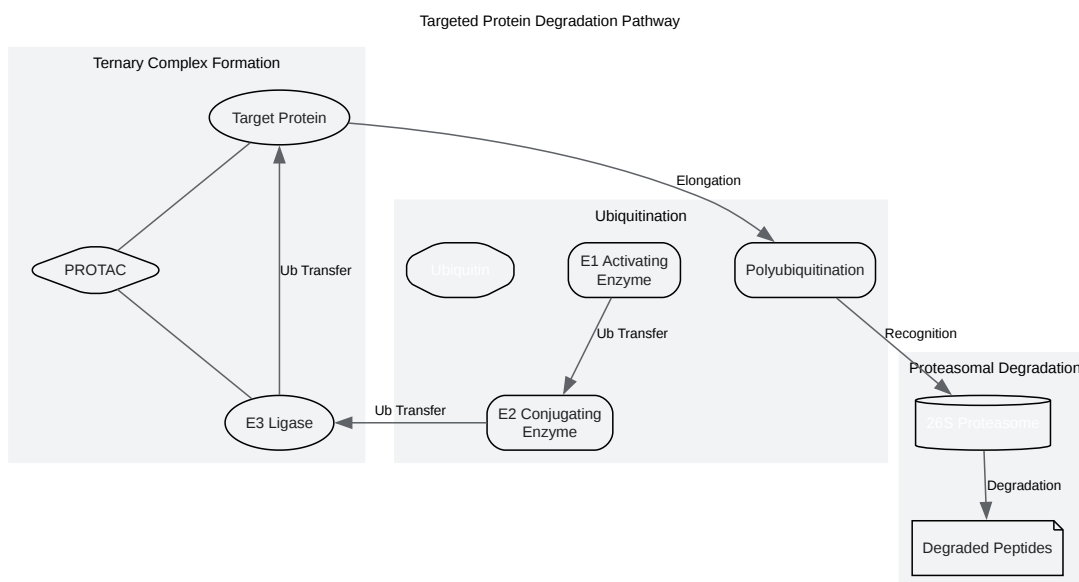 Targeted Protein Degradation Pathway
Ternary Complex Formation
Target Protein
Elongation
Ubiquitination
PROTAC
Ub Transfer
Ubiquitin
E1 Activating
Enzyme
Polyubiquitination
Ub Transfer
Recognition
Proteasomal Degradation
E3 Ligase
Ub Transfer
E2 Conjugating
Enzyme
26S Proteasome
Degradation
Degraded Peptides